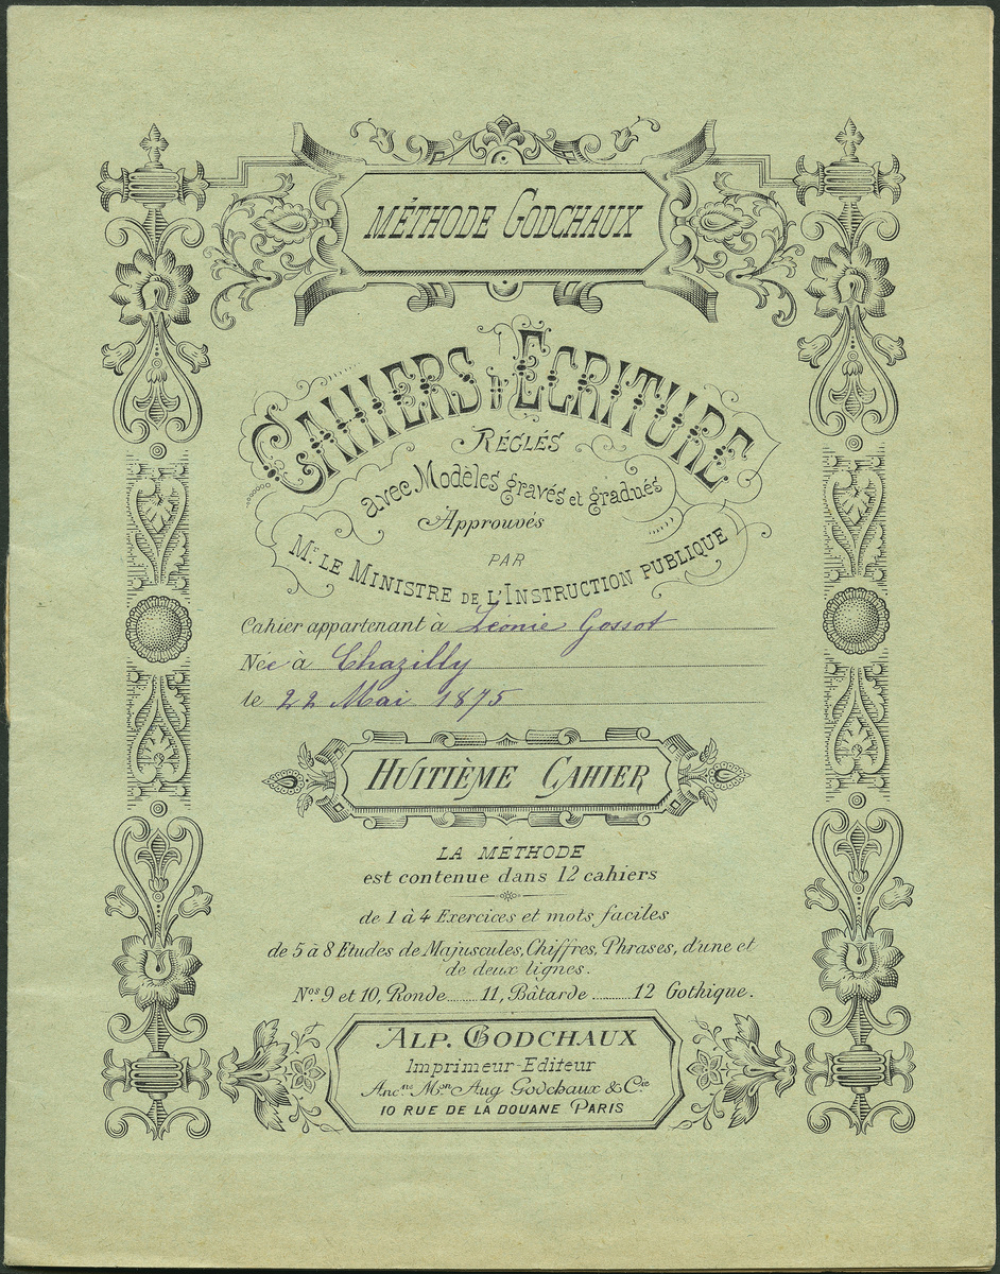 MÉTHODE GODCHAUX
CAHIERS D'ECRITURE
RÉGLÉS
avec Modèles gravés et gradués
Approuvés
PAR
Mr. LE MINISTRE DE L'INSTRUCTION PUBLIQUE
Cahier appartenant à Léonie Gossot
Née à Chazilly
le 22 Mai 1875
HUITIÈME CAHIER
LA MÉTHODE
est contenue dans 12 cahiers
de 1 à 4 Exercices et mots faciles
de 5 à 8 Etudes de Majuscules, Chiffres, Phrases, d'une et
de deux lignes.
Nos. 9 et 10, Ronde........11, Bâtarde..........12 Gothique.
ALP. GODCHAUX
Imprimeur-Editeur
Ancne. Mon. Aug Godchaux & Cie
10 RUE DE LA DOUANE PARIS